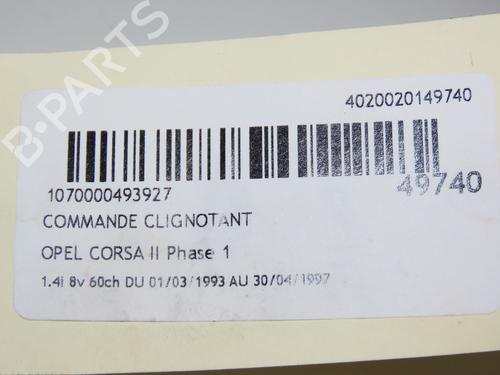 4020020149740
1070000493927
49740
COMMANDE CLIGNOTANT
OPEL CORSA II Phase 1
1.4i 8v 60ch DU 01/03/1993 AU 30/04/1997
B-PARTS